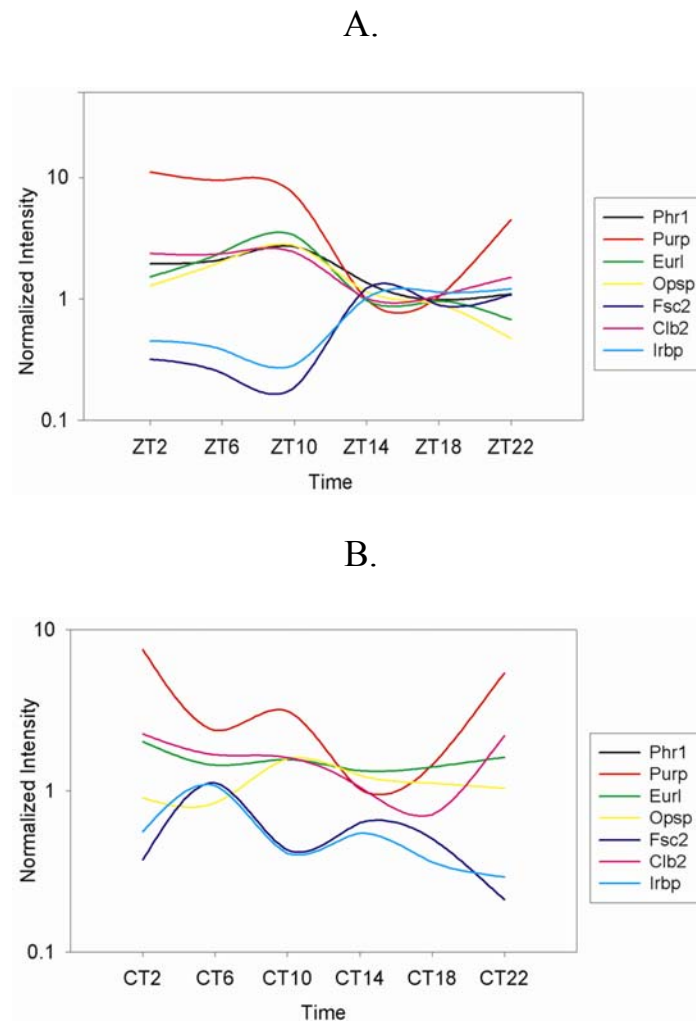 A.
Normalized Intensity
10
1
0.1
ZT2 ZT6 ZT10 ZT14 ZT18 ZT22
Time
Phr1
Purp
Eurl
Opsp
Fsc2
Clb2
Irbp
B.
Normalized Intensity
10
1
0.1
CT2 CT6 CT10 CT14 CT18 CT22
Time
Phr1
Purp
Eurl
Opsp
Fsc2
Clb2
Irbp